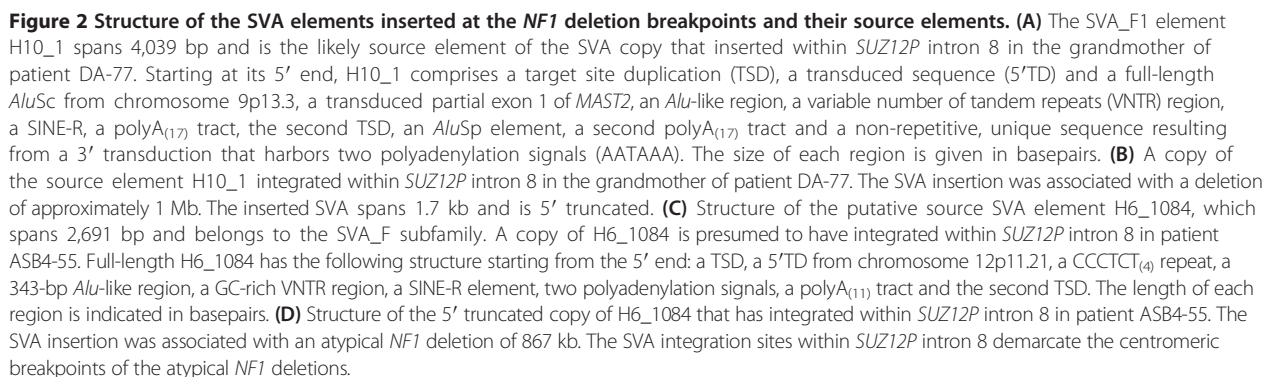 Figure 2 Structure of the SVA elements inserted at the NF1 deletion breakpoints and their source elements. (A) The SVA_F1 element
H10_1 spans 4,039 bp and is the likely source element of the SVA copy that inserted within SUZ12P intron 8 in the grandmother of
patient DA-77. Starting at its 5′ end, H10_1 comprises a target site duplication (TSD), a transduced sequence (5′TD) and a full-length
AluSc from chromosome 9p13.3, a transduced partial exon 1 of MAST2, an Alu-like region, a variable number of tandem repeats (VNTR) region,
a SINE-R, a polyA(17) tract, the second TSD, an AluSp element, a second polyA(17) tract and a non-repetitive, unique sequence resulting
from a 3′ transduction that harbors two polyadenylation signals (AATAAA). The size of each region is given in basepairs. (B) A copy of
the source element H10_1 integrated within SUZ12P intron 8 in the grandmother of patient DA-77. The SVA insertion was associated with a deletion
of approximately 1 Mb. The inserted SVA spans 1.7 kb and is 5′ truncated. (C) Structure of the putative source SVA element H6_1084, which
spans 2,691 bp and belongs to the SVA_F subfamily. A copy of H6_1084 is presumed to have integrated within SUZ12P intron 8 in patient
ASB4-55. Full-length H6_1084 has the following structure starting from the 5′ end: a TSD, a 5′TD from chromosome 12p11.21, a CCCTCT(4) repeat, a
343-bp Alu-like region, a GC-rich VNTR region, a SINE-R element, two polyadenylation signals, a polyA(11) tract and the second TSD. The length of each
region is indicated in basepairs. (D) Structure of the 5′ truncated copy of H6_1084 that has integrated within SUZ12P intron 8 in patient ASB4-55. The
SVA insertion was associated with an atypical NF1 deletion of 867 kb. The SVA integration sites within SUZ12P intron 8 demarcate the centromeric
breakpoints of the atypical NF1 deletions.